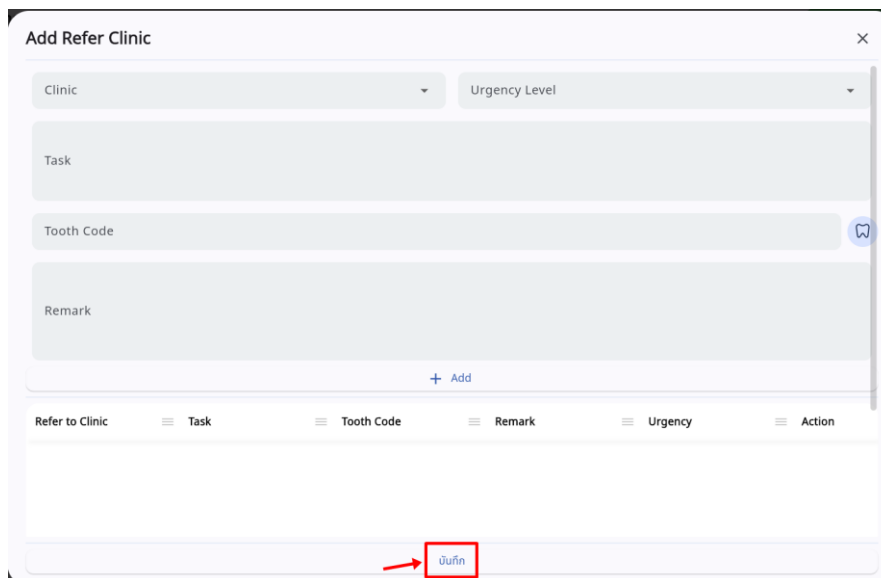 Add Refer Clinic
Clinic Urgency Level
Task
Tooth Code
Remark
+ Add
Refer to Clinic Task Tooth Code Remark Urgency Action
บันทึก